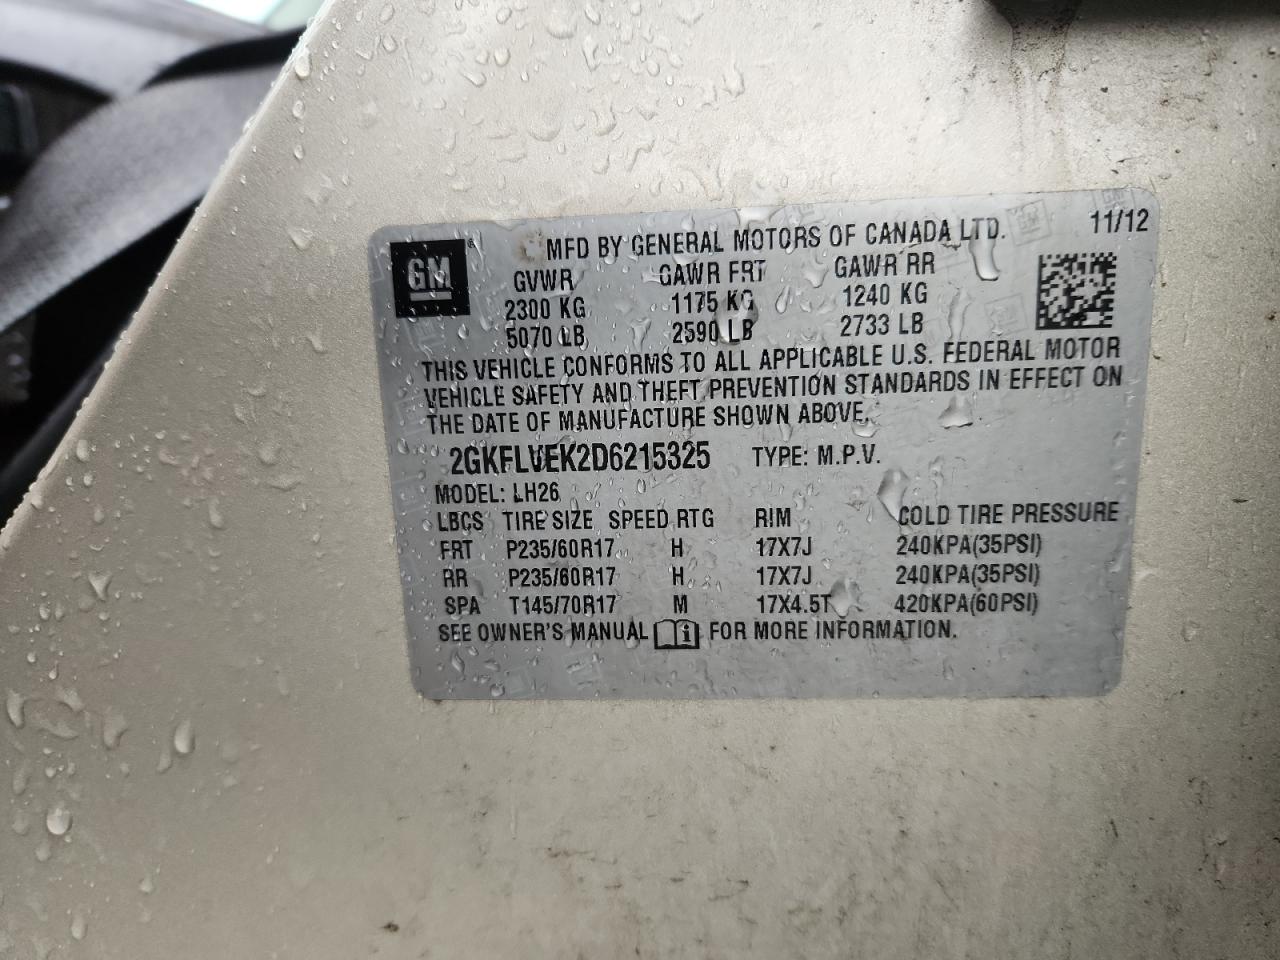 GM
MFD BY GENERAL MOTORS OF CANADA LTD. 11/12
GVWR GAWR FRT GAWR RR
2300 KG 1175 KG 1240 KG
5070 LB 2590 LB 2733 LB
THIS VEHICLE CONFORMS TO ALL APPLICABLE U.S. FEDERAL MOTOR
VEHICLE SAFETY AND THEFT PREVENTION STANDARDS IN EFFECT ON
THE DATE OF MANUFACTURE SHOWN ABOVE.
2GKFLVEK2D6215325 TYPE: M.P.V.
MODEL: LH26
LBCS TIRE SIZE SPEED RTG RIM COLD TIRE PRESSURE
FRT P235/60R17 H 17X7J 240KPA(35PSI)
RR P235/60R17 H 17X7J 240KPA(35PSI)
SPA T145/70R17 M 17X4.5T 420KPA(60PSI)
SEE OWNER'S MANUAL FOR MORE INFORMATION.